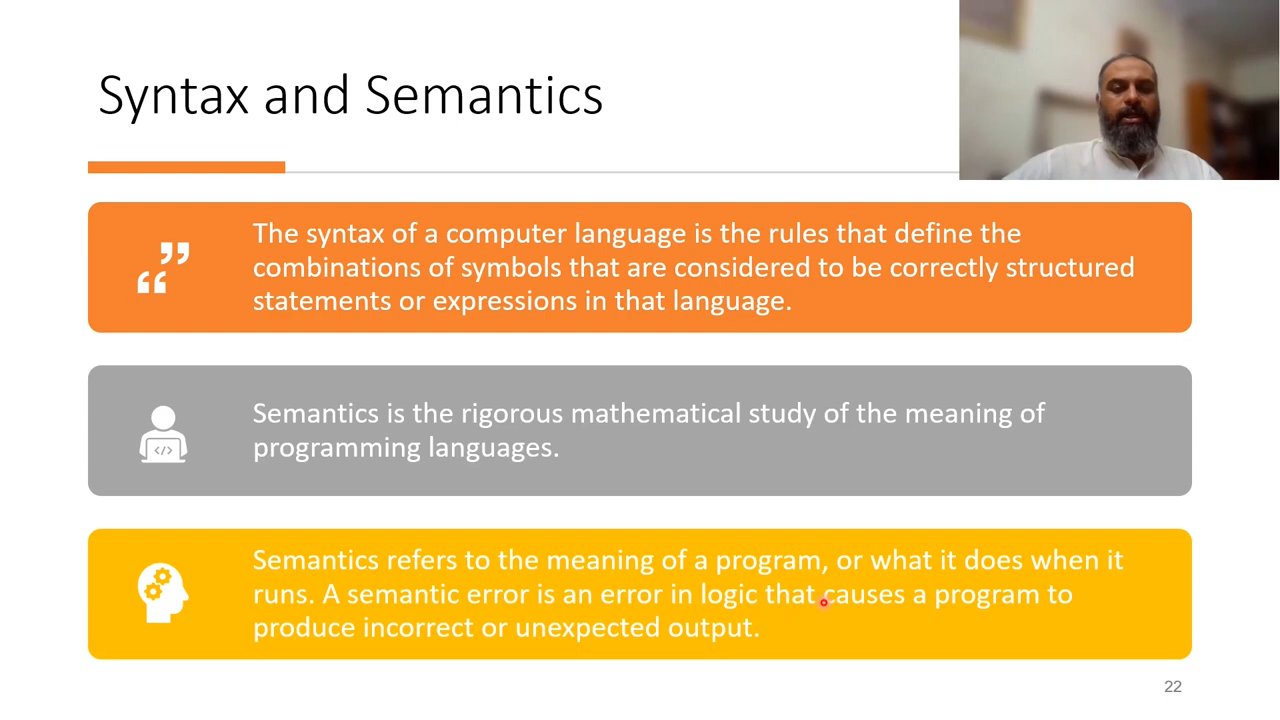 Syntax and Semantics
The syntax of a computer language is the rules that define the
combinations of symbols that are considered to be correctly structured
statements or expressions in that language.
Semantics is the rigorous mathematical study of the meaning of
programming languages.
Semantics refers to the meaning of a program, or what it does when it
runs. A semantic error is an error in logic that causes a program to
produce incorrect or unexpected output.
22